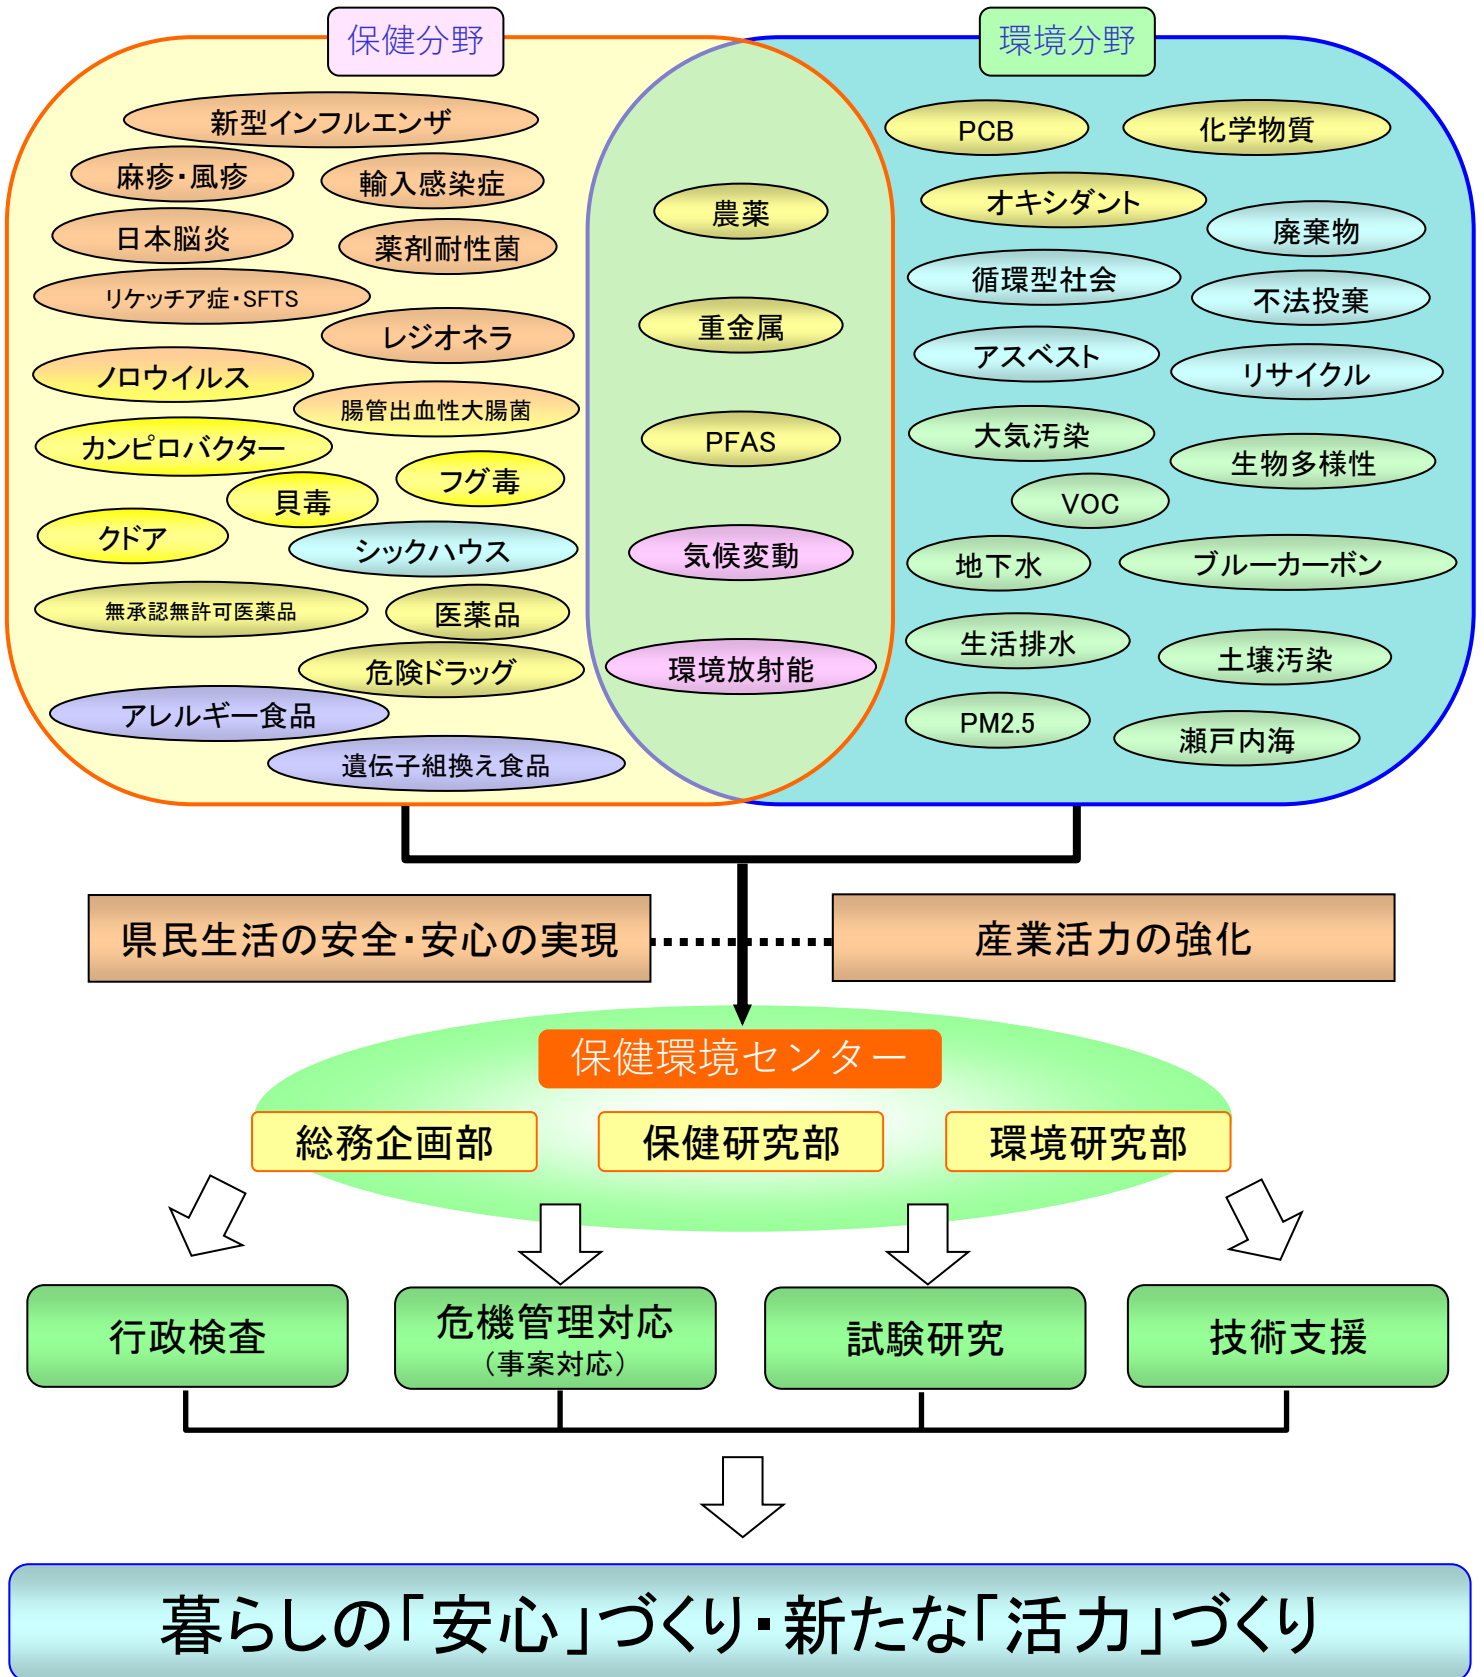 保健分野
環境分野
新型インフルエンザ
麻疹・風疹
輸入感染症
日本脳炎
薬剤耐性菌
リケッチア症・SFTS
レジオネラ
ノロウイルス
腸管出血性大腸菌
カンピロバクター
フグ毒
貝毒
クドア
シックハウス
無承認無許可医薬品
医薬品
危険ドラッグ
アレルギー食品
遺伝子組換え食品
農薬
重金属
PFAS
気候変動
環境放射能
PCB
化学物質
オキシダント
廃棄物
循環型社会
不法投棄
アスベスト
リサイクル
大気汚染
生物多様性
VOC
地下水
ブルーカーボン
生活排水
土壌汚染
PM2.5
瀬戸内海
県民生活の安全・安心の実現
産業活力の強化
保健環境センター
総務企画部
保健研究部
環境研究部
行政検査
危機管理対応
（事案対応）
試験研究
技術支援
暮らしの「安心」づくり・新たな「活力」づくり